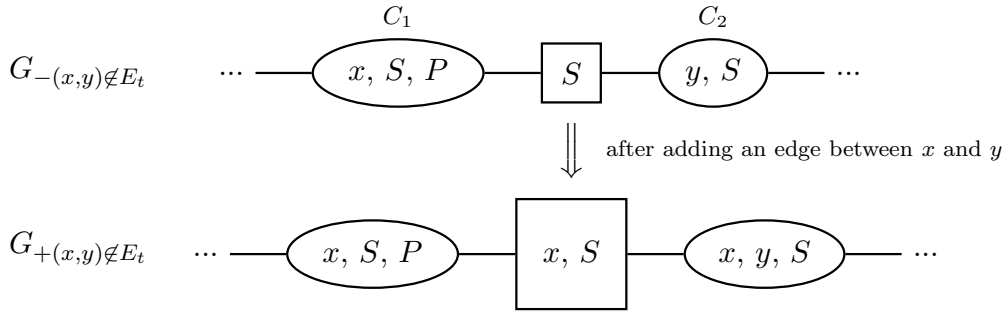 C₁ C₂
G₋₍ₓ,ᵧ₎∉Eₜ ... x, S, P S y, S ...
after adding an edge between x and y
G₊₍ₓ,ᵧ₎∉Eₜ ... x, S, P x, S x, y, S ...